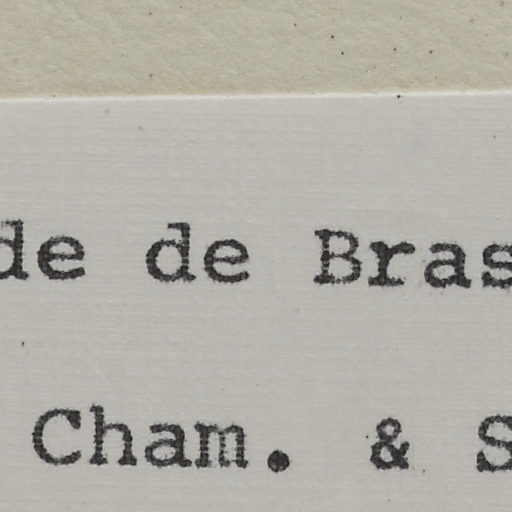 de de Bras
Cham. & S